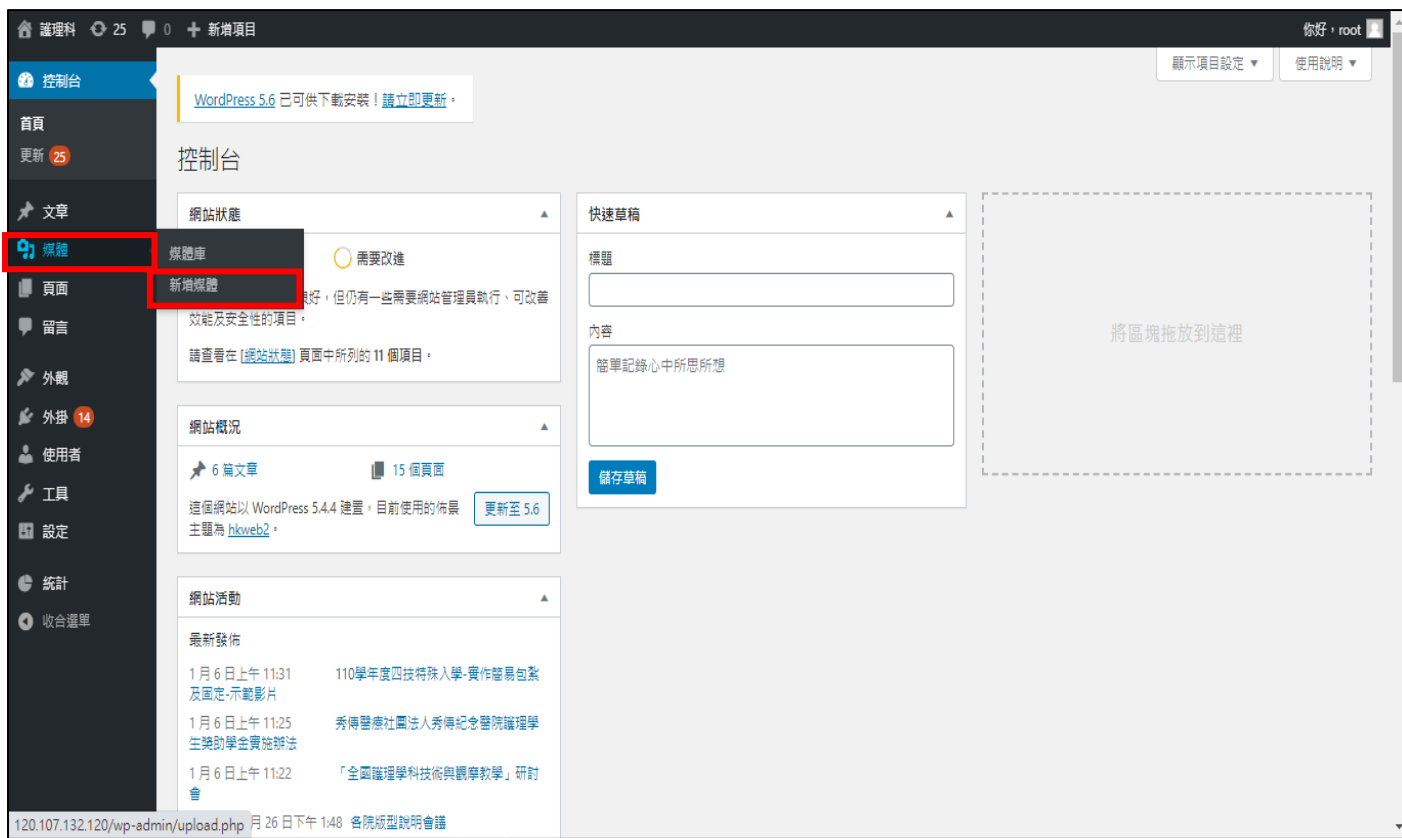 護理科 25 0 新增項目 你好，root
顯示項目設定 ▼ 使用說明 ▼
控制台
首頁
更新 25
文章
媒體
媒體庫
新增媒體
頁面
留言
外觀
外掛 14
使用者
工具
設定
統計
收合選單
WordPress 5.6 已可供下載安裝！請立即更新。
控制台
網站狀態
需要改進
良好，但仍有一些需要網站管理員執行、可改善
效能及安全性的項目。
請查看在 [網站狀態] 頁面中所列的 11 個項目。
網站概況
6 篇文章 15 個頁面
這個網站以 WordPress 5.4.4 建置，目前使用的佈景
主題為 hkweb2。
更新至 5.6
網站活動
最新發佈
1 月 6 日上午 11:31 110學年度四技特殊入學-實作簡易包紮
及固定-示範影片
1 月 6 日上午 11:25 秀傳醫療社團法人秀傳紀念醫院護理學
生獎助學金實施辦法
1 月 6 日上午 11:22 「全國護理學科技術與觀摩教學」研討
會
月 26 日下午 1:48 各院版型說明會議
快速草稿
標題
內容
簡單記錄心中所思所想
儲存草稿
將區塊拖放到這裡
120.107.132.120/wp-admin/upload.php